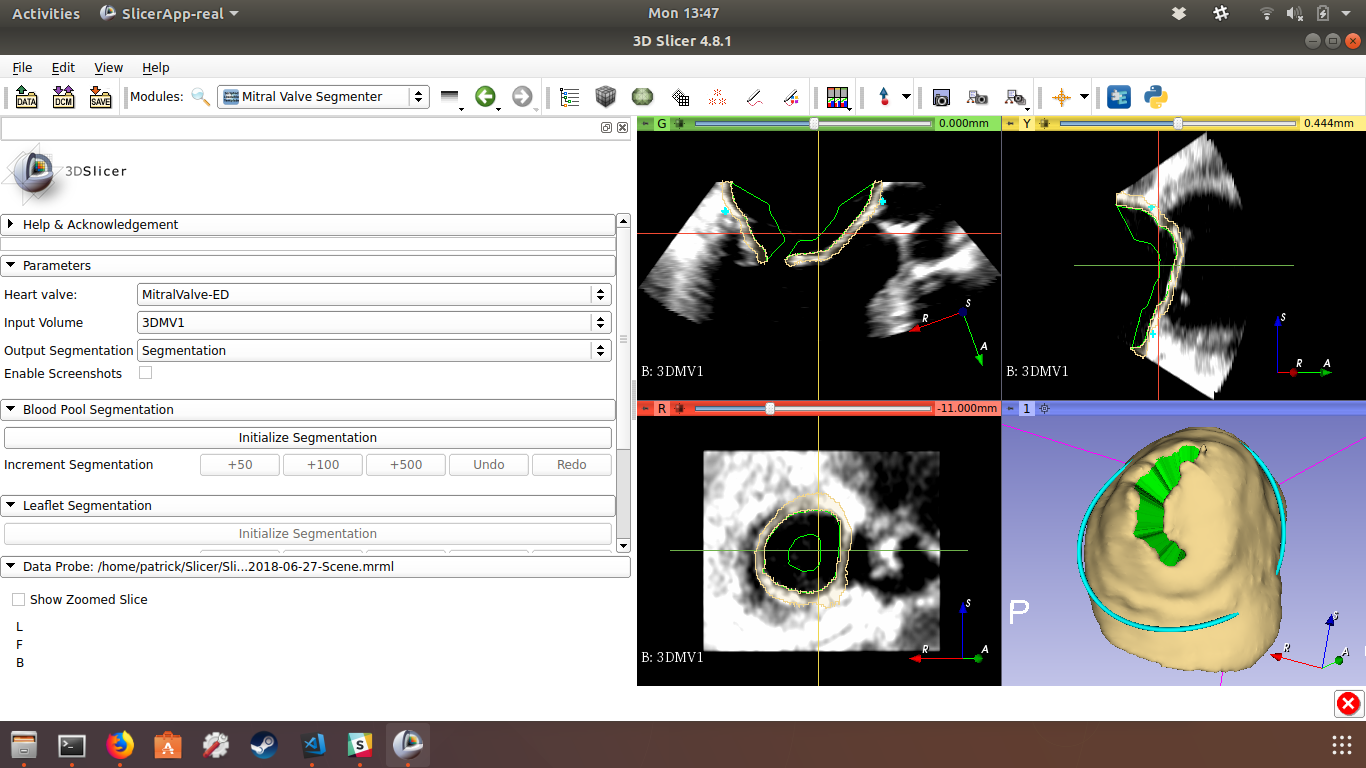 Activities SlicerApp-real Mon 13:47
3D Slicer 4.8.1
File Edit View Help
DATA DCM SAVE Modules: Mitral Valve Segmenter
G 0.000mm Y 0.444mm
3DSlicer
Help & Acknowledgement
Parameters
Heart valve: MitralValve-ED
Input Volume 3DMV1
Output Segmentation Segmentation
Enable Screenshots
Blood Pool Segmentation
Initialize Segmentation
Increment Segmentation +50 +100 +500 Undo Redo
Leaflet Segmentation
Initialize Segmentation
Data Probe: /home/patrick/Slicer/Sli...2018-06-27-Scene.mrml
Show Zoomed Slice
L
F
B
S
R
A
B: 3DMV1
S
R A
B: 3DMV1
R -11.000mm 1
S
R A
B: 3DMV1
P
S
R A